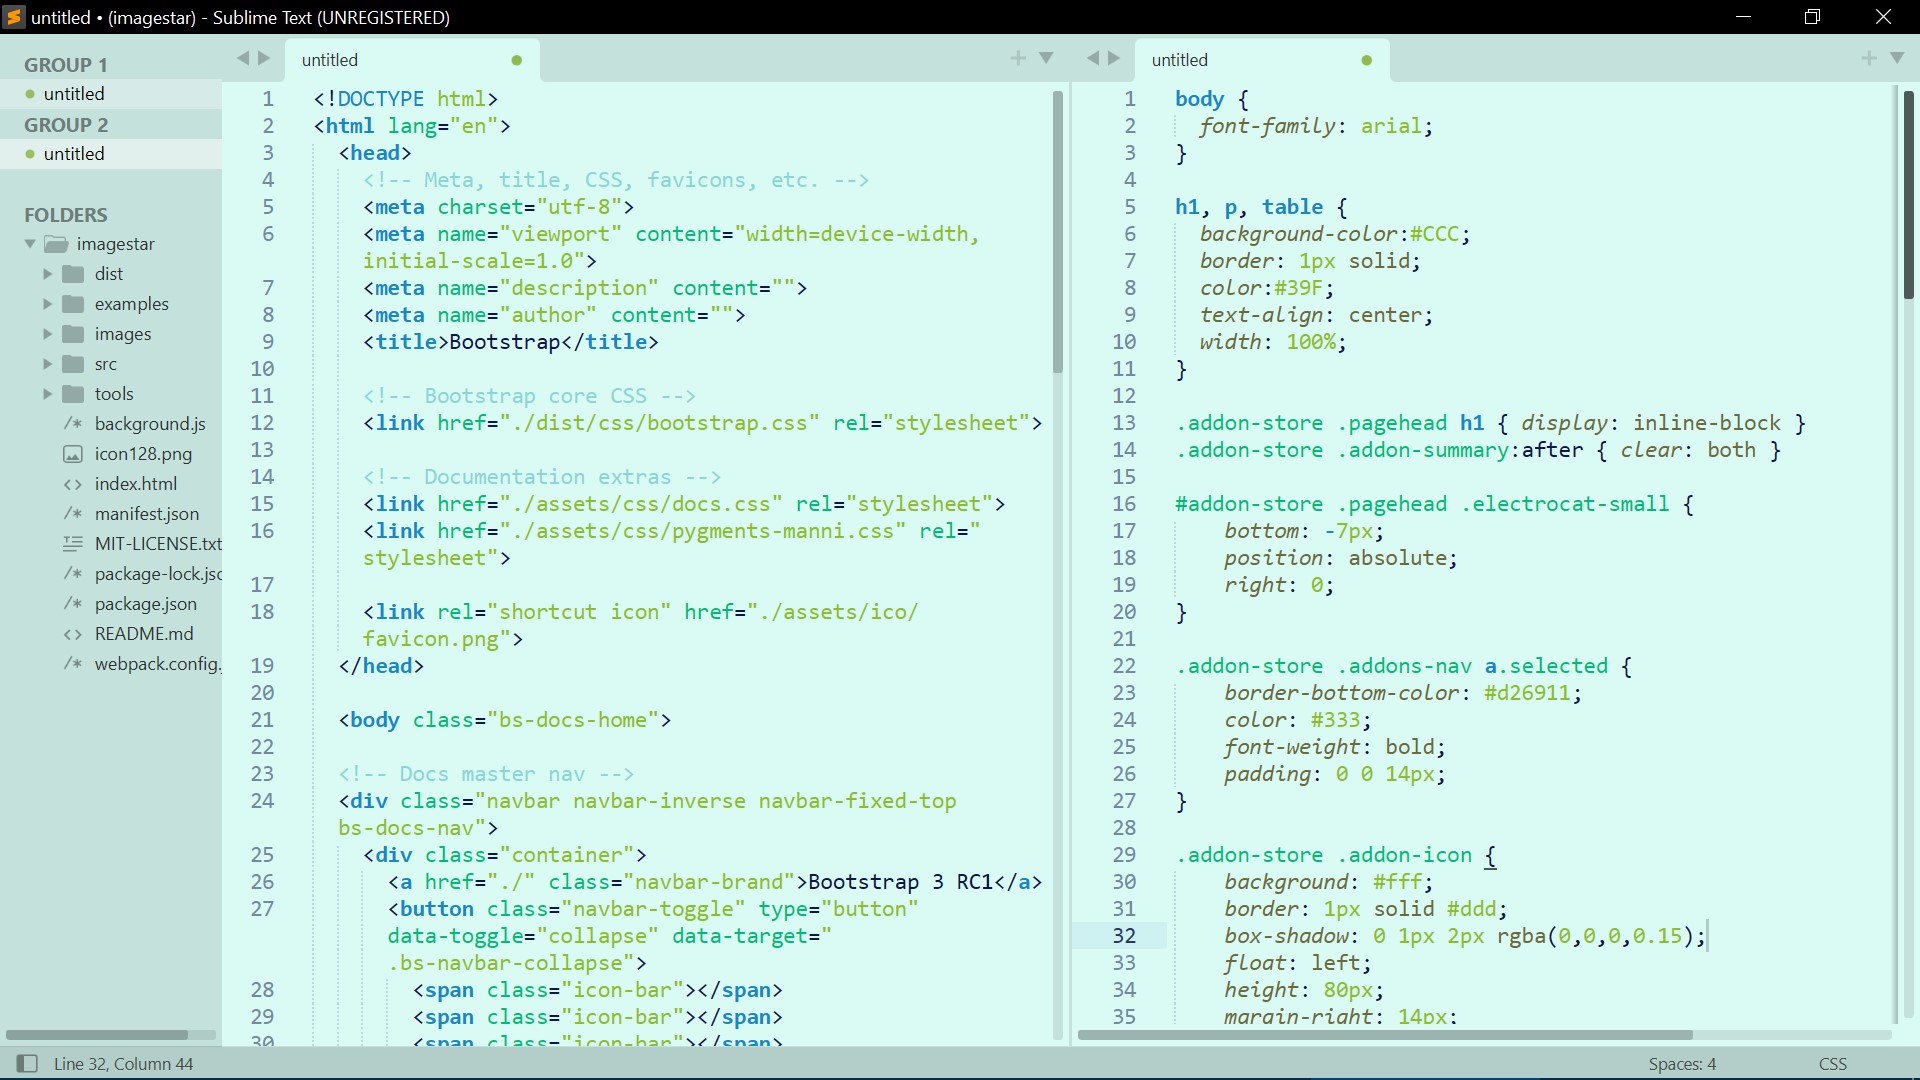 untitled • (imagestar) - Sublime Text (UNREGISTERED)
GROUP 1
untitled
GROUP 2
untitled
FOLDERS
imagestar
dist
examples
images
src
tools
/* background.js
icon128.png
<> index.html
/* manifest.json
MIT-LICENSE.txt
/* package-lock.jsc
/* package.json
<> README.md
/* webpack.config.
untitled
1 <!DOCTYPE html>
2 <html lang="en">
3 <head>
4 <!-- Meta, title, CSS, favicons, etc. -->
5 <meta charset="utf-8">
6 <meta name="viewport" content="width=device-width,
initial-scale=1.0">
7 <meta name="description" content="">
8 <meta name="author" content="">
9 <title>Bootstrap</title>
10
11 <!-- Bootstrap core CSS -->
12 <link href="./dist/css/bootstrap.css" rel="stylesheet">
13
14 <!-- Documentation extras -->
15 <link href="./assets/css/docs.css" rel="stylesheet">
16 <link href="./assets/css/pygments-manni.css" rel="
stylesheet">
17
18 <link rel="shortcut icon" href="./assets/ico/
favicon.png">
19 </head>
20
21 <body class="bs-docs-home">
22
23 <!-- Docs master nav -->
24 <div class="navbar navbar-inverse navbar-fixed-top
bs-docs-nav">
25 <div class="container">
26 <a href="./" class="navbar-brand">Bootstrap 3 RC1</a>
27 <button class="navbar-toggle" type="button"
data-toggle="collapse" data-target="
.bs-navbar-collapse">
28 <span class="icon-bar"></span>
29 <span class="icon-bar"></span>
30 <span class="icon-bar"></span>
untitled
1 body {
2 font-family: arial;
3 }
4
5 h1, p, table {
6 background-color:#CCC;
7 border: 1px solid;
8 color:#39F;
9 text-align: center;
10 width: 100%;
11 }
12
13 .addon-store .pagehead h1 { display: inline-block }
14 .addon-store .addon-summary:after { clear: both }
15
16 #addon-store .pagehead .electrocat-small {
17 bottom: -7px;
18 position: absolute;
19 right: 0;
20 }
21
22 .addon-store .addons-nav a.selected {
23 border-bottom-color: #d26911;
24 color: #333;
25 font-weight: bold;
26 padding: 0 0 14px;
27 }
28
29 .addon-store .addon-icon {
30 background: #fff;
31 border: 1px solid #ddd;
32 box-shadow: 0 1px 2px rgba(0,0,0,0.15);
33 float: left;
34 height: 80px;
35 margin-right: 14px;
Line 32, Column 44
Spaces: 4
CSS